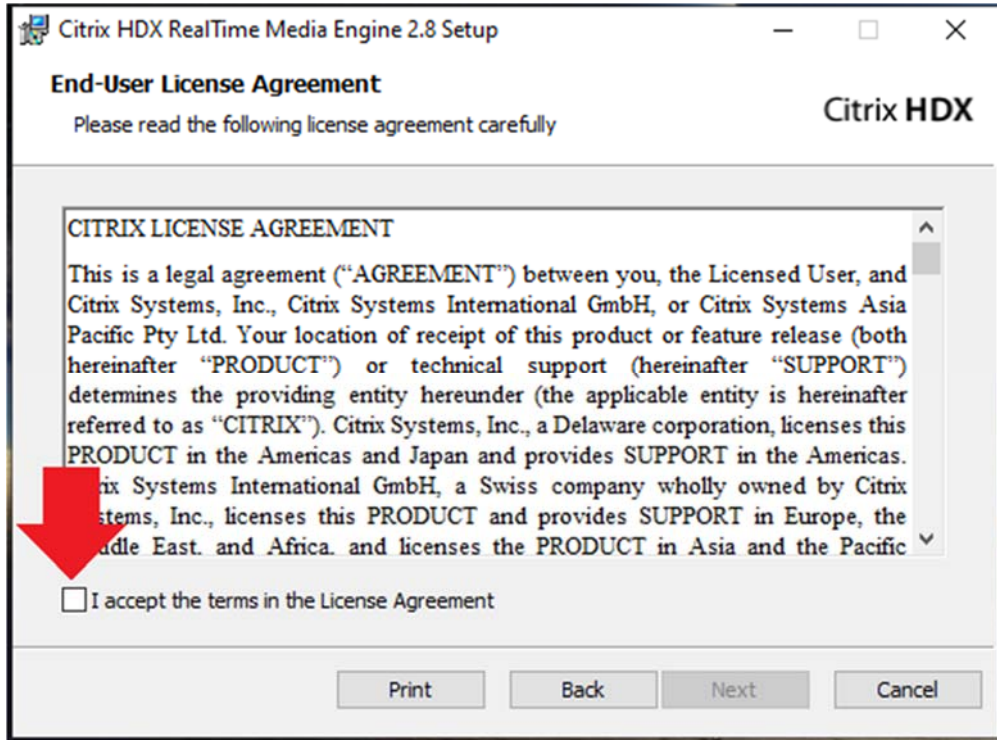 Citrix HDX RealTime Media Engine 2.8 Setup
End-User License Agreement
Please read the following license agreement carefully
Citrix HDX
CITRIX LICENSE AGREEMENT
This is a legal agreement (“AGREEMENT”) between you, the Licensed User, and
Citrix Systems, Inc., Citrix Systems International GmbH, or Citrix Systems Asia
Pacific Pty Ltd. Your location of receipt of this product or feature release (both
hereinafter “PRODUCT”) or technical support (hereinafter “SUPPORT”)
determines the providing entity hereunder (the applicable entity is hereinafter
referred to as “CITRIX”). Citrix Systems, Inc., a Delaware corporation, licenses this
PRODUCT in the Americas and Japan and provides SUPPORT in the Americas.
Systems International GmbH, a Swiss company wholly owned by Citrix
Inc., licenses this PRODUCT and provides SUPPORT in Europe, the
East, and Africa, and licenses the PRODUCT in Asia and the Pacific
I accept the terms in the License Agreement
Print Back Next Cancel